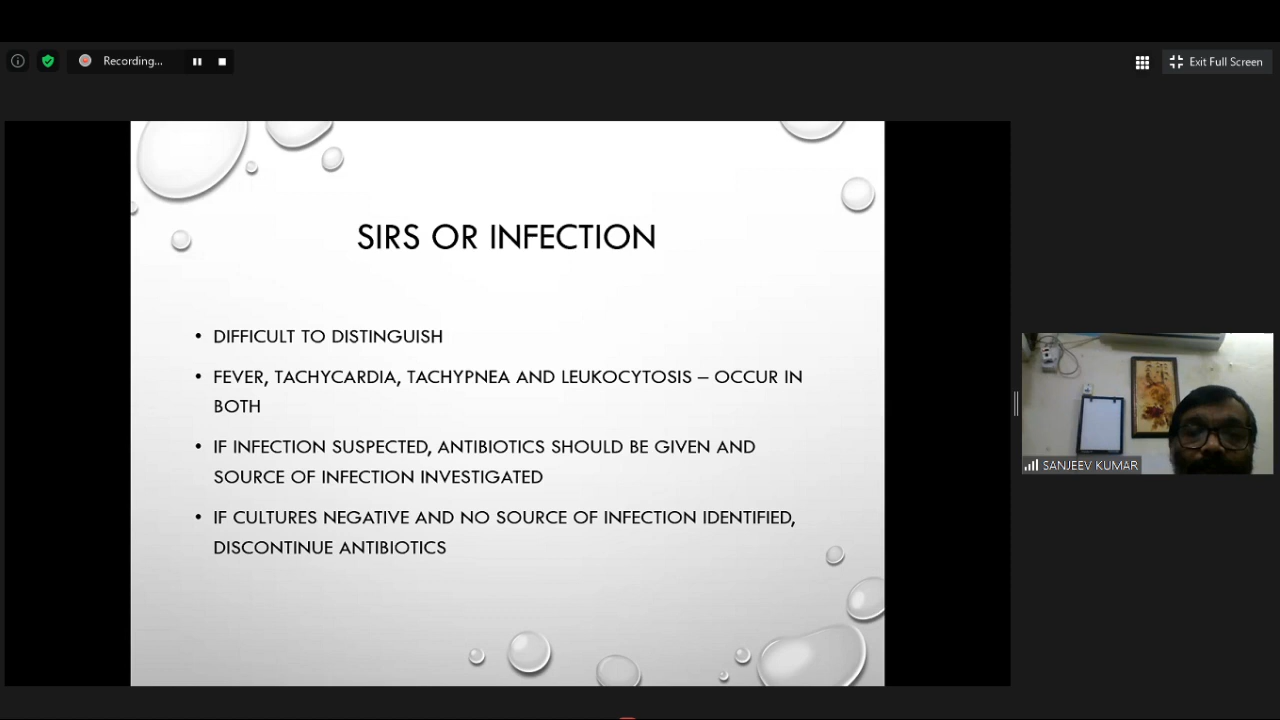 Recording...
Exit Full Screen
SIRS OR INFECTION
• DIFFICULT TO DISTINGUISH
• FEVER, TACHYCARDIA, TACHYPNEA AND LEUKOCYTOSIS – OCCUR IN
BOTH
• IF INFECTION SUSPECTED, ANTIBIOTICS SHOULD BE GIVEN AND
SOURCE OF INFECTION INVESTIGATED
• IF CULTURES NEGATIVE AND NO SOURCE OF INFECTION IDENTIFIED,
DISCONTINUE ANTIBIOTICS
SANJEEV KUMAR